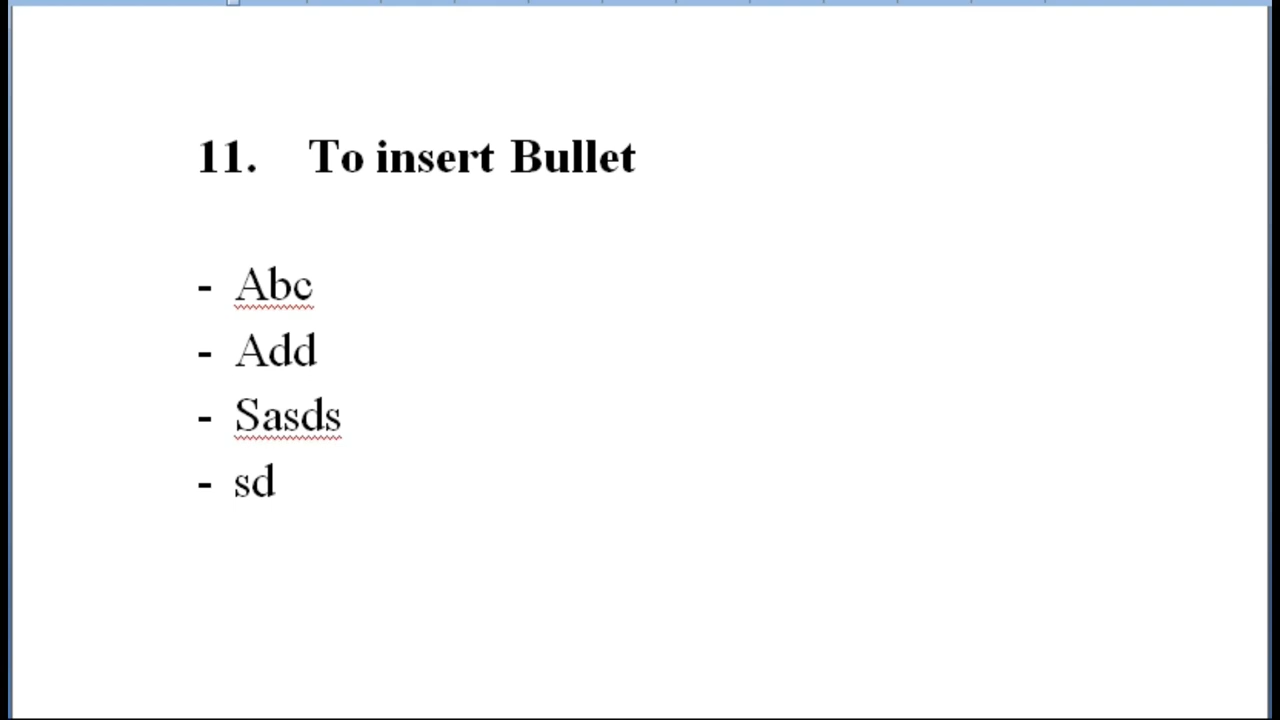 11. To insert Bullet
- Abc
- Add
- Sasds
- sd